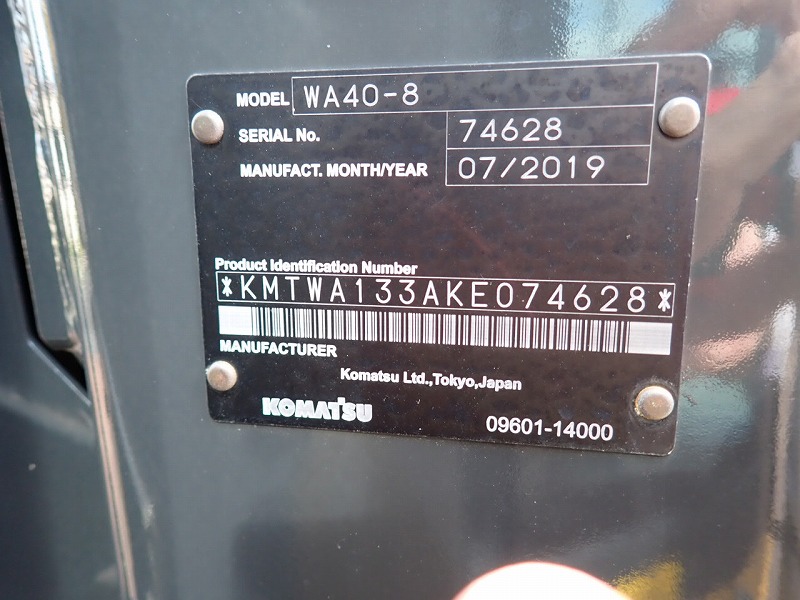 MODEL WA40-8
SERIAL No. 74628
MANUFACT. MONTH/YEAR 07/2019
Product Identification Number
*KMTWA133AKE074628*
MANUFACTURER
Komatsu Ltd.,Tokyo,Japan
KOMATSU
09601-14000